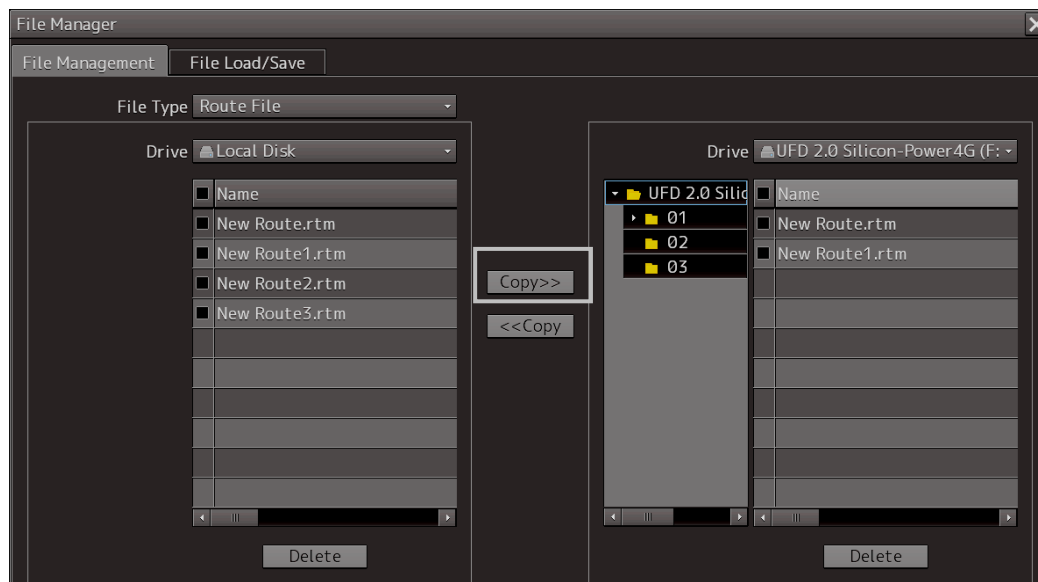 File Manager
File Management File Load/Save
File Type Route File
Drive Local Disk
Name
New Route.rtm
New Route1.rtm
New Route2.rtm
New Route3.rtm
Delete
Copy>>
<<Copy
Drive UFD 2.0 Silicon-Power4G (F:
UFD 2.0 Silic
01
02
03
Name
New Route.rtm
New Route1.rtm
Delete